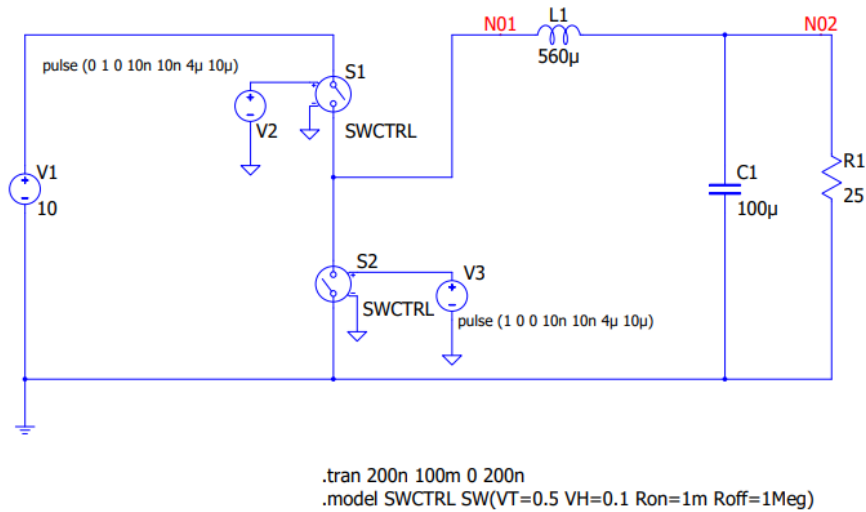 N01
L1
N02
560µ
pulse (0 1 0 10n 10n 4µ 10µ)
S1
V2
SWCTRL
V1
10
C1
100µ
R1
25
S2
V3
SWCTRL
pulse (1 0 0 10n 10n 4µ 10µ)
.tran 200n 100m 0 200n
.model SWCTRL SW(VT=0.5 VH=0.1 Ron=1m Roff=1Meg)